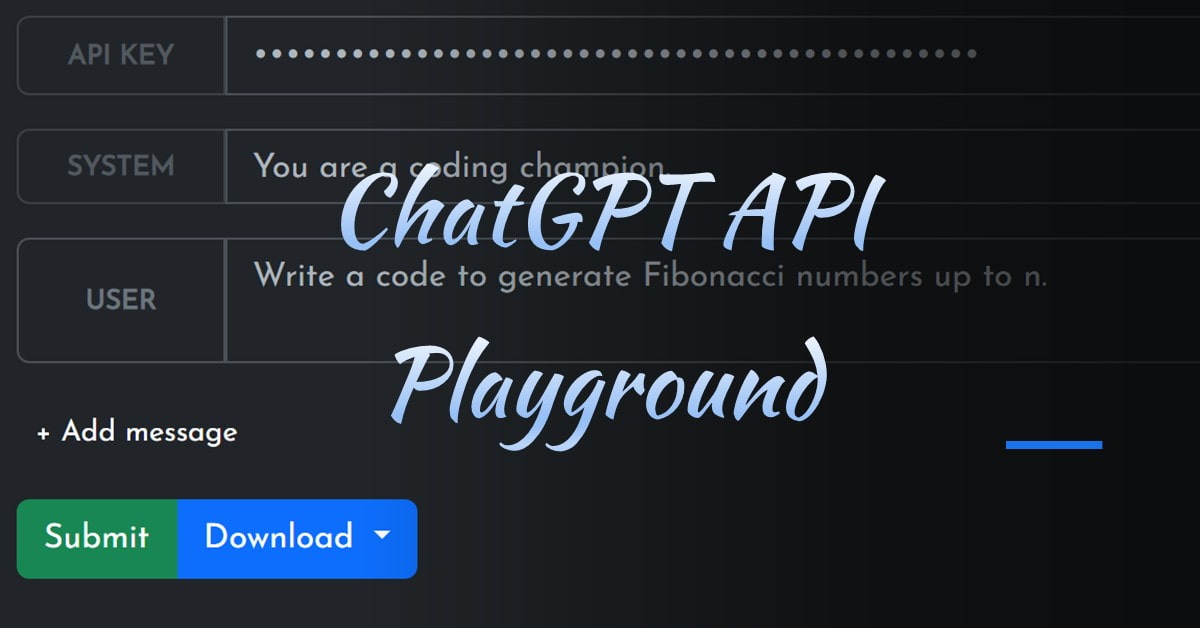 API KEY ••••••••••••••••••••••••••••••••••••••••••••••
SYSTEM You are a coding champion.
ChatGPT API
USER Write a code to generate Fibonacci numbers up to n.
Playground
+ Add message
Submit Download